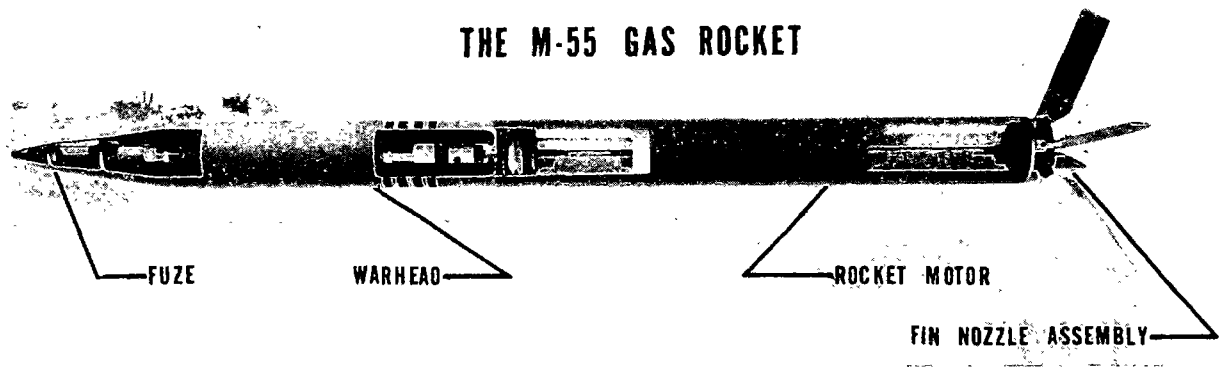 THE M-55 GAS ROCKET
FUZE
WARHEAD
ROCKET MOTOR
FIN NOZZLE ASSEMBLY